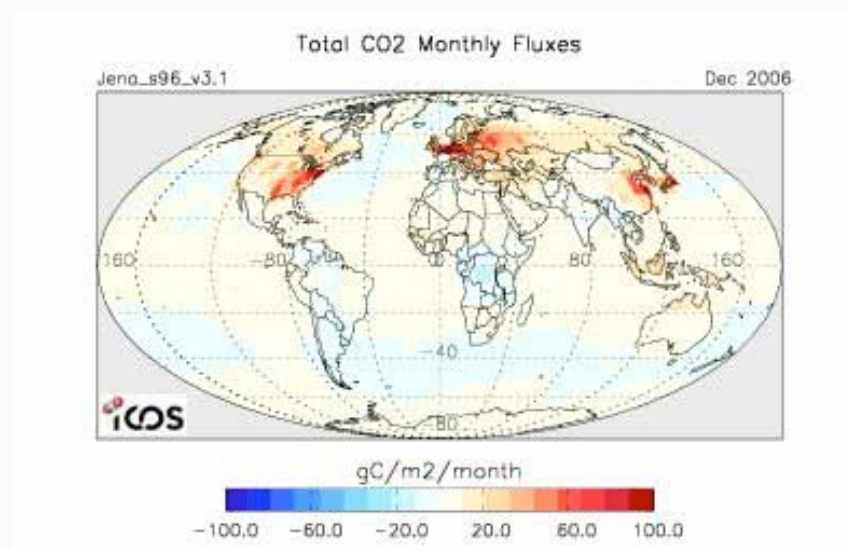 Total CO2 Monthly Fluxes
Jena_s96_v3.1 Dec 2006
160 -80 0 80 160
-40
-80
iCOS
gC/m2/month
-100.0 -60.0 -20.0 20.0 60.0 100.0